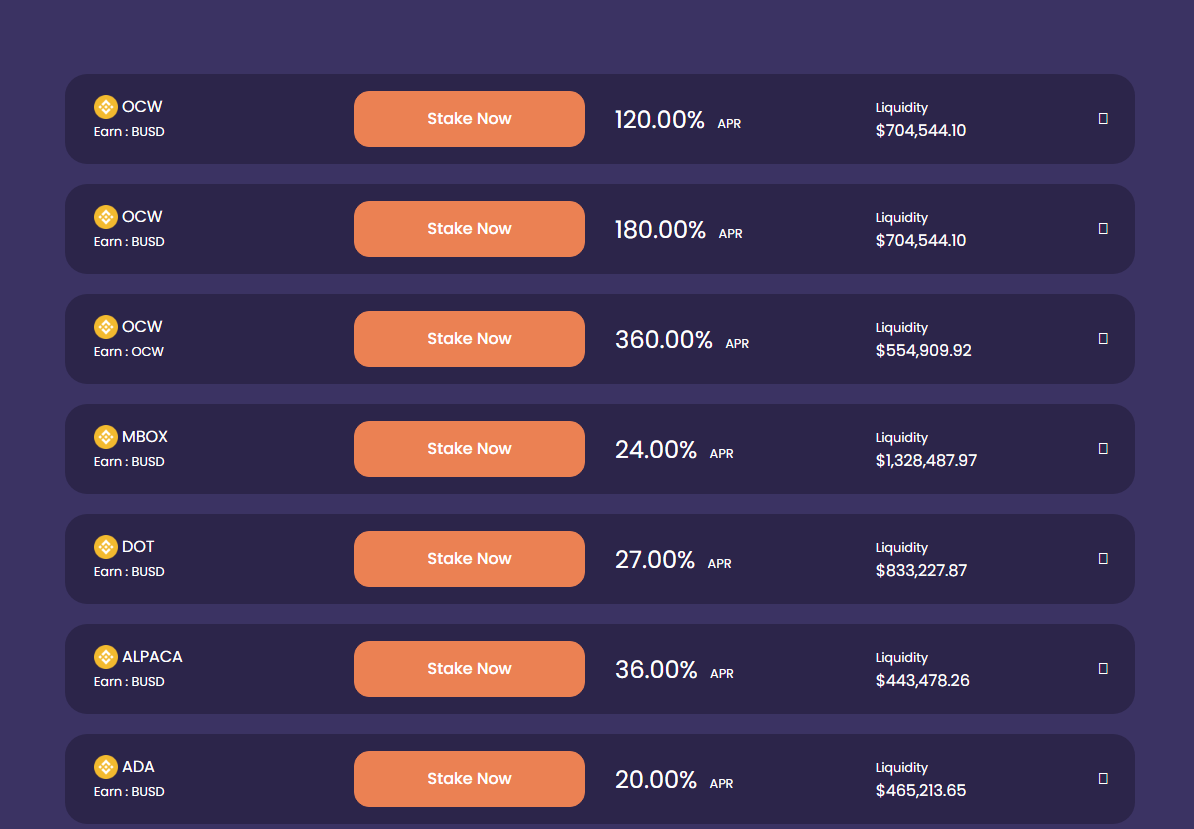 OCW
Earn : BUSD
Stake Now
120.00% APR
Liquidity
$704,544.10
OCW
Earn : BUSD
Stake Now
180.00% APR
Liquidity
$704,544.10
OCW
Earn : OCW
Stake Now
360.00% APR
Liquidity
$554,909.92
MBOX
Earn : BUSD
Stake Now
24.00% APR
Liquidity
$1,328,487.97
DOT
Earn : BUSD
Stake Now
27.00% APR
Liquidity
$833,227.87
ALPACA
Earn : BUSD
Stake Now
36.00% APR
Liquidity
$443,478.26
ADA
Earn : BUSD
Stake Now
20.00% APR
Liquidity
$465,213.65